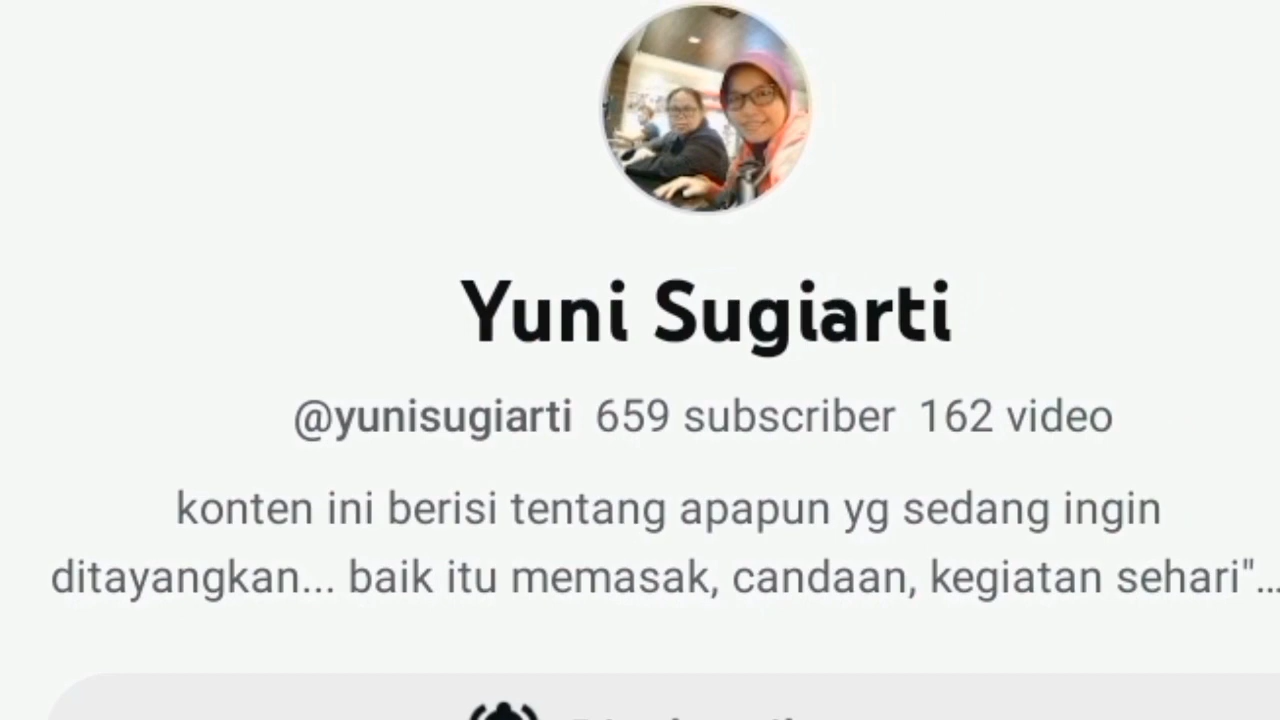 Yuni Sugiarti
@yunisugiarti 659 subscriber 162 video
konten ini berisi tentang apapun yg sedang ingin
ditayangkan... baik itu memasak, candaan, kegiatan sehari"...